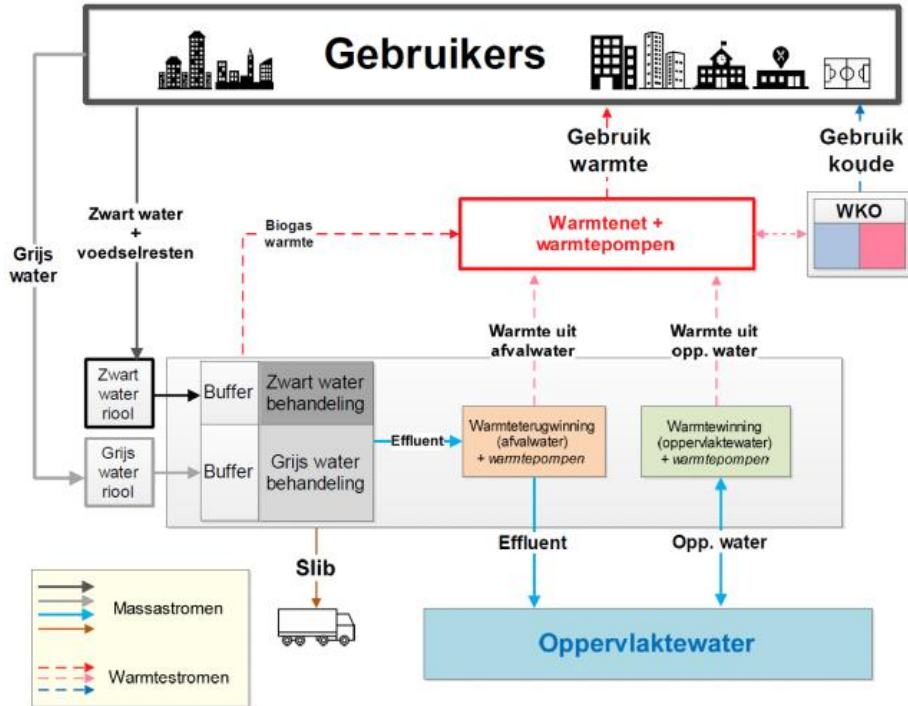 Gebruikers
Gebruik
warmte
Gebruik
koude
Zwart water
+
voedselresten
Grijs
water
Biogas
warmte
Warmtenet +
warmtepompen
WKO
Warmte uit
afvalwater
Warmte uit
opp. water
Zwart
water
riool
Buffer
Zwart water
behandeling
Grijs
water
riool
Buffer
Grijs water
behandeling
Effluent
Warmteterugwinning
(afvalwater)
+ warmtepompen
Warmtewinning
(oppervlaktewater)
+ warmtepompen
Slib
Effluent
Opp. water
Massastromen
Warmtestromen
Oppervlaktewater